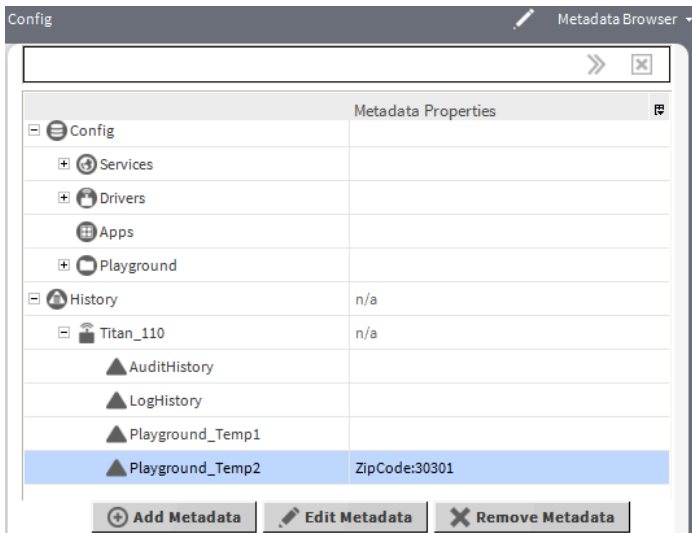 Config Metadata Browser
Metadata Properties
Config
Services
Drivers
Apps
Playground
History n/a
Titan_110 n/a
AuditHistory
LogHistory
Playground_Temp1
Playground_Temp2 ZipCode:30301
Add Metadata Edit Metadata Remove Metadata